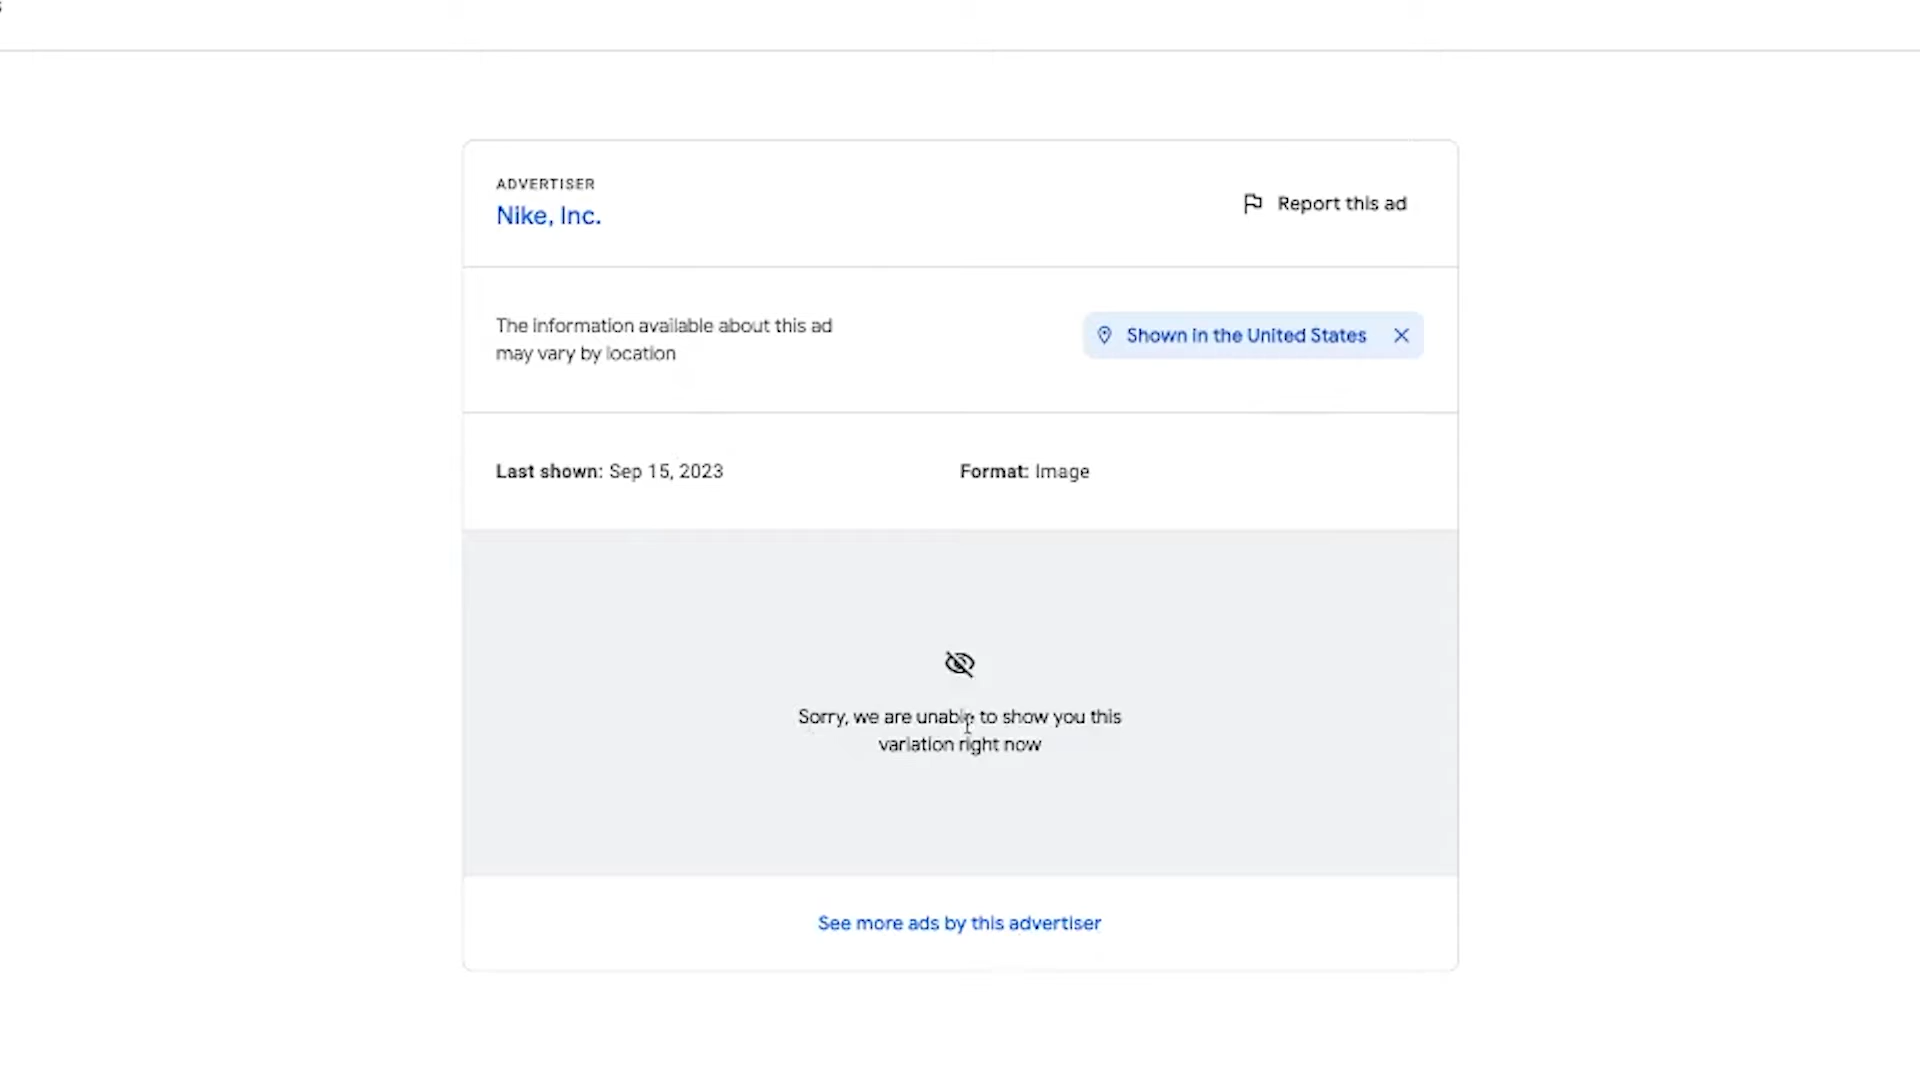 ADVERTISER
Nike, Inc.
Report this ad
The information available about this ad
may vary by location
Shown in the United States
Last shown: Sep 15, 2023
Format: Image
Sorry, we are unable to show you this
variation right now
See more ads by this advertiser